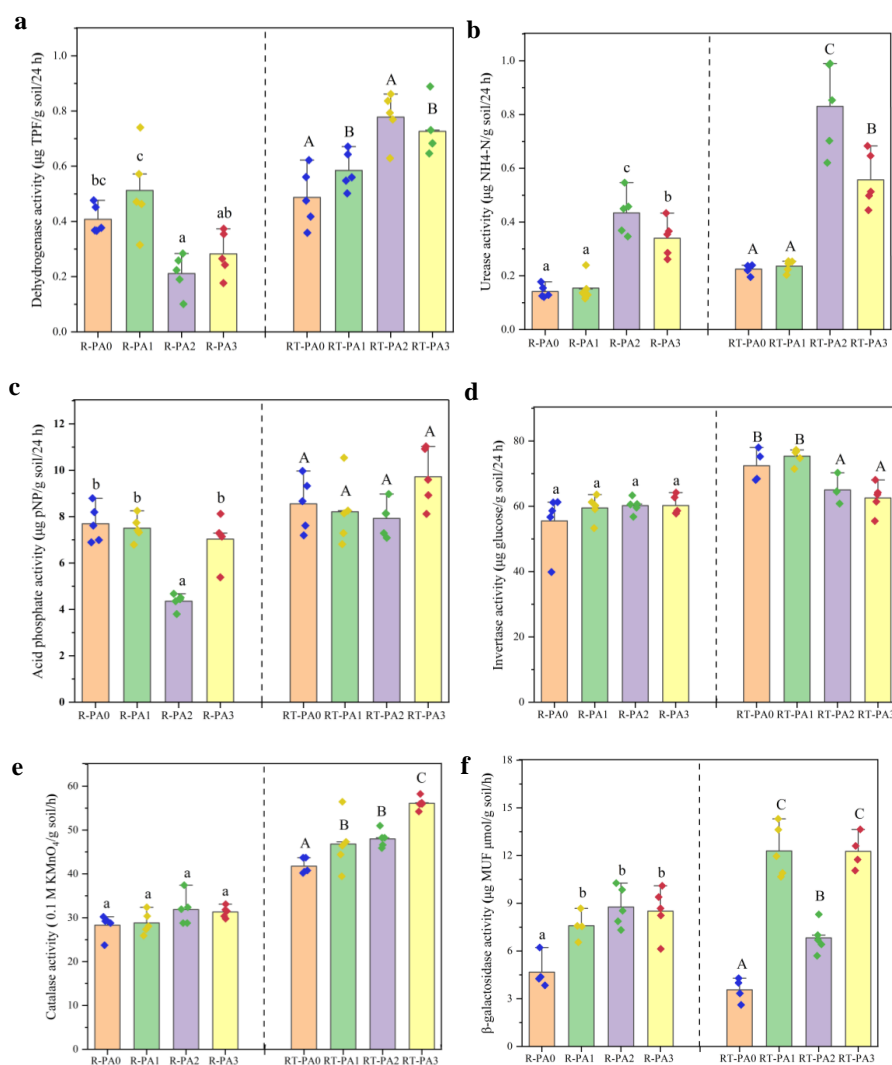 a
Dehydrogenase activity (µg TPF/g soil/24 h)
1.0
0.8
0.6
0.4
0.2
0.0
bc
c
a
ab
A
B
A
B
R-PA0
R-PA1
R-PA2
R-PA3
RT-PA0
RT-PA1
RT-PA2
RT-PA3
b
Urease activity (µg NH4-N/g soil/24 h)
1.0
0.8
0.6
0.4
0.2
0.0
a
a
c
b
A
A
C
B
R-PA0
R-PA1
R-PA2
R-PA3
RT-PA0
RT-PA1
RT-PA2
RT-PA3
c
Acid phosphate activity (µg pNP/g soil/24 h)
12
10
8
6
4
2
0
b
b
a
b
A
A
A
A
R-PA0
R-PA1
R-PA2
R-PA3
RT-PA0
RT-PA1
RT-PA2
RT-PA3
d
Invertase activity (µg glucose/g soil/24 h)
80
60
40
20
0
a
a
a
a
B
B
A
A
R-PA0
R-PA1
R-PA2
R-PA3
RT-PA0
RT-PA1
RT-PA2
RT-PA3
e
Catalase activity ( 0.1 M KMnO₄/g soil/h)
60
50
40
30
20
10
0
a
a
a
a
A
B
B
C
R-PA0
R-PA1
R-PA2
R-PA3
RT-PA0
RT-PA1
RT-PA2
RT-PA3
f
β-galactosidase activity (µg MUF µmol/g soil/h)
18
15
12
9
6
3
0
a
b
b
b
A
C
B
C
R-PA0
R-PA1
R-PA2
R-PA3
RT-PA0
RT-PA1
RT-PA2
RT-PA3